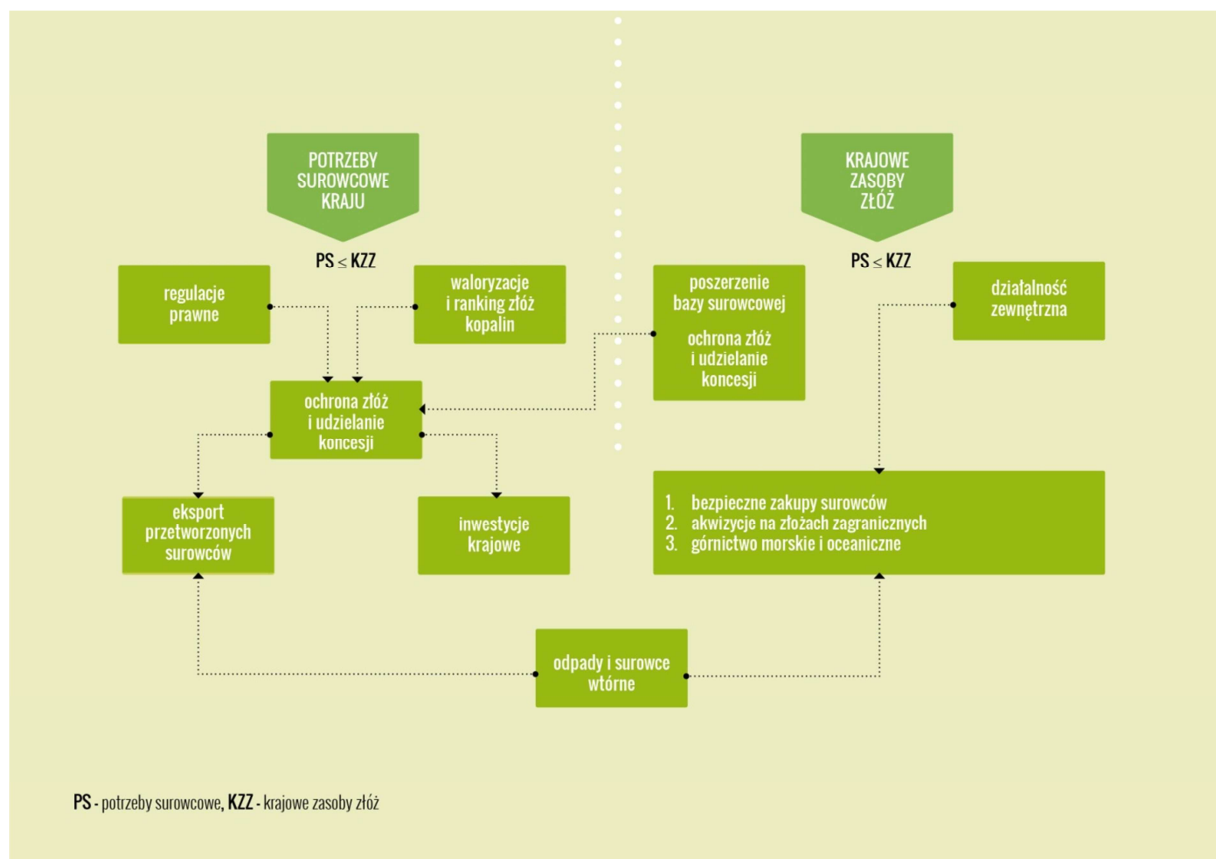 POTRZEBY
SUROWCOWE
KRAJU
KRAJOWE
ZASOBY
ZŁÓŻ
PS ≤ KZZ
PS ≤ KZZ
regulacje
prawne
waloryzacje
i ranking złóż
kopalin
poszerzenie
bazy surowcowej
ochrona złóż
i udzielanie
koncesji
działalność
zewnętrzna
ochrona złóż
i udzielanie
koncesji
eksport
przetworzonych
surowców
inwestycje
krajowe
1. bezpieczne zakupy surowców
2. akwizycje na złożach zagranicznych
3. górnictwo morskie i oceaniczne
odpady i surowce
wtórne
PS - potrzeby surowcowe, KZZ - krajowe zasoby złóż